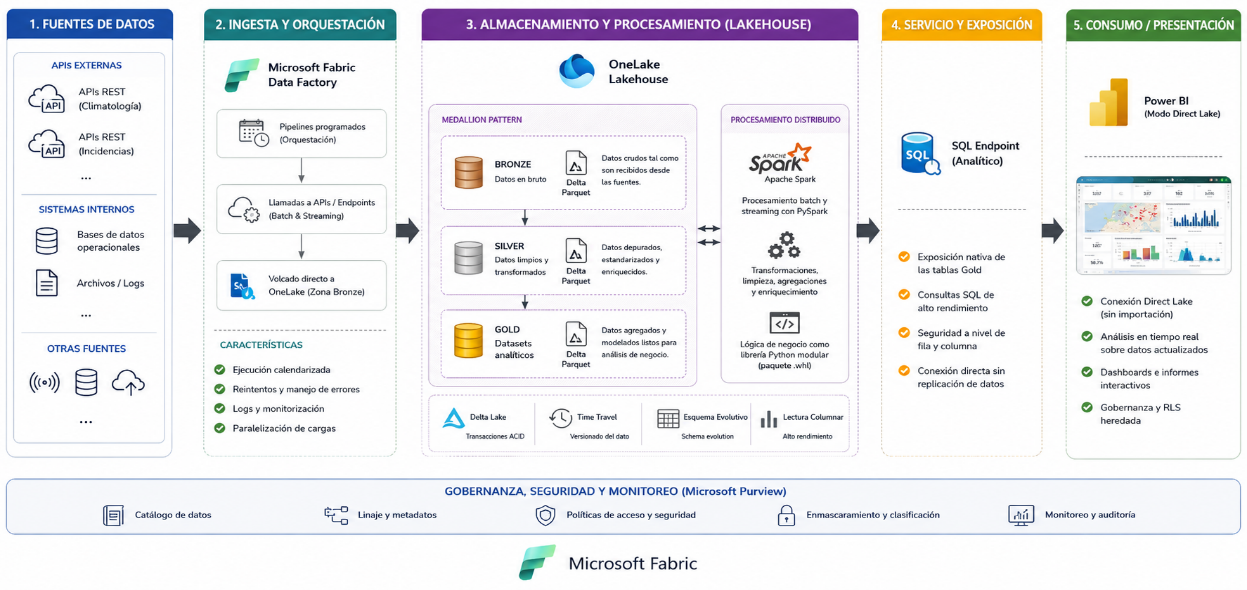 1. FUENTES DE DATOS
APIs EXTERNAS
API
APIs REST
(Climatología)
API
APIs REST
(Incidencias)
...
SISTEMAS INTERNOS
Bases de datos
operacionales
Archivos / Logs
...
OTRAS FUENTES
...
2. INGESTA Y ORQUESTACIÓN
Microsoft Fabric
Data Factory
Pipelines programados
(Orquestación)
Llamadas a APIs / Endpoints
(Batch & Streaming)
Volcado directo a
OneLake (Zona Bronze)
CARACTERÍSTICAS
Ejecución calendarizada
Reintentos y manejo de errores
Logs y monitorización
Paralelización de cargas
3. ALMACENAMIENTO Y PROCESAMIENTO (LAKEHOUSE)
OneLake
Lakehouse
MEDALLION PATTERN
BRONZE
Datos en bruto
Delta
Parquet
Datos crudos tal como
son recibidos desde
las fuentes.
SILVER
Datos limpios y
transformados
Delta
Parquet
Datos depurados,
estandarizados y
enriquecidos.
GOLD
Datasets
analíticos
Delta
Parquet
Datos agregados y
modelados listos para
análisis de negocio.
PROCESAMIENTO DISTRIBUIDO
APACHE
Spark
Apache Spark
Procesamiento batch y
streaming con PySpark
Transformaciones,
limpieza, agregaciones
y enriquecimiento
</>
Lógica de negocio como
librería Python modular
(paquete .whl)
Delta Lake
Transacciones ACID
Time Travel
Versionado del dato
Esquema Evolutivo
Schema evolution
Lectura Columnar
Alto rendimiento
4. SERVICIO Y EXPOSICIÓN
SQL
SQL Endpoint
(Analítico)
Exposición nativa de
las tablas Gold
Consultas SQL de
alto rendimiento
Seguridad a nivel de
fila y columna
Conexión directa sin
replicación de datos
5. CONSUMO / PRESENTACIÓN
Power BI
(Modo Direct Lake)
Conexión Direct Lake
(sin importación)
Análisis en tiempo real
sobre datos actualizados
Dashboards e informes
interactivos
Gobernanza y RLS
heredada
GOBERNANZA, SEGURIDAD Y MONITOREO (Microsoft Purview)
Catálogo de datos
Linaje y metadatos
Políticas de acceso y seguridad
Enmascaramiento y clasificación
Monitoreo y auditoría
Microsoft Fabric